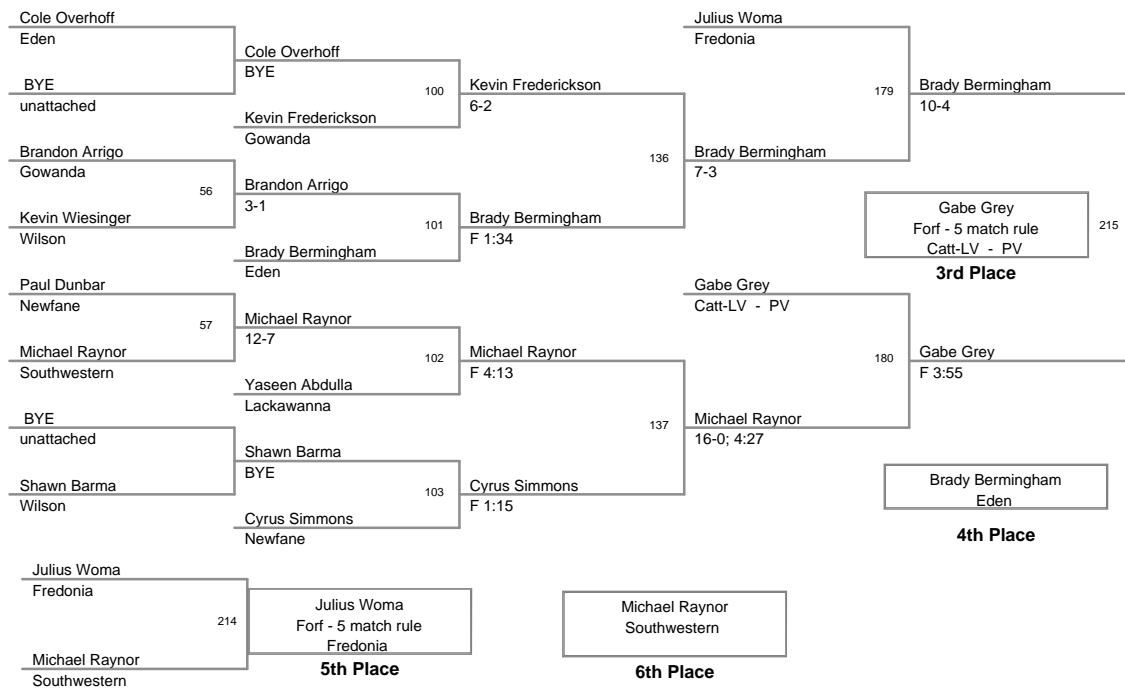 Cole Overhoff
Eden
BYE
unattached
Brandon Arrigo
Gowanda
56
Kevin Wiesinger
Wilson
Paul Dunbar
Newfane
57
Michael Raynor
Southwestern
BYE
unattached
Shawn Barma
Wilson
Cole Overhoff
BYE
100
Kevin Frederickson
Gowanda
Brandon Arrigo
3-1
101
Brady Bermingham
Eden
Michael Raynor
12-7
102
Yaseen Abdulla
Lackawanna
Shawn Barma
BYE
103
Cyrus Simmons
Newfane
Kevin Frederickson
6-2
136
Brady Bermingham
F 1:34
Michael Raynor
F 4:13
137
Cyrus Simmons
F 1:15
Julius Woma
Fredonia
179
Brady Bermingham
7-3
Gabe Grey
Catt-LV - PV
180
Michael Raynor
16-0; 4:27
Brady Bermingham
10-4
Gabe Grey
Forf - 5 match rule
Catt-LV - PV
215
3rd Place
Gabe Grey
F 3:55
Brady Bermingham
Eden
4th Place
Julius Woma
Fredonia
214
Michael Raynor
Southwestern
Julius Woma
Forf - 5 match rule
Fredonia
5th Place
Michael Raynor
Southwestern
6th Place